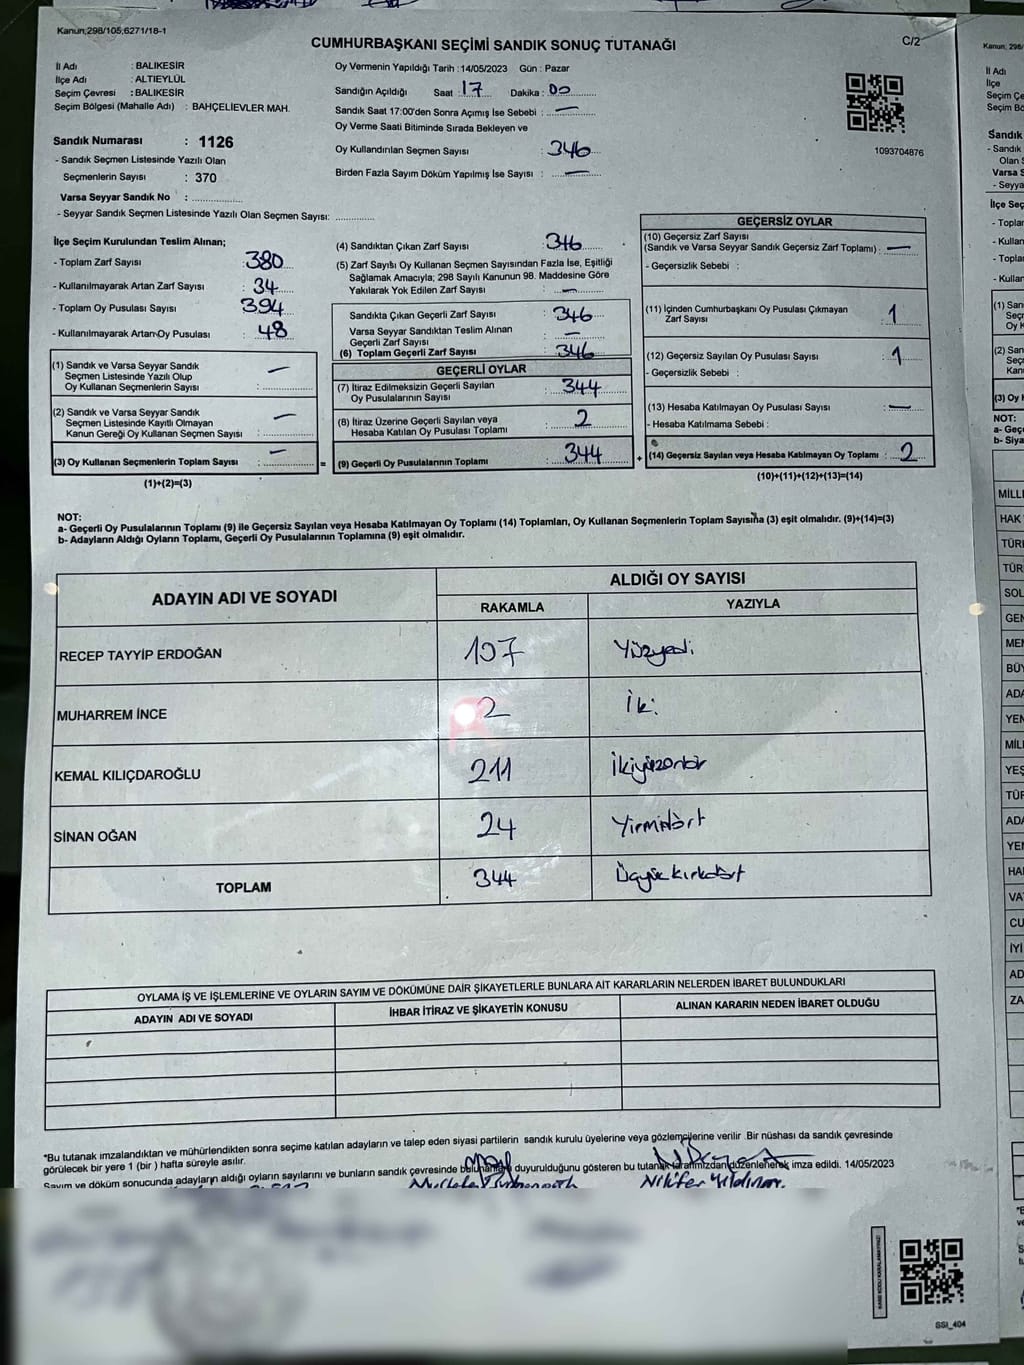 Kanun;298/105;6271/18-1
CUMHURBAŞKANI SEÇİMİ SANDIK SONUÇ TUTANAĞI
C/2
İl Adı : BALIKESİR
İlçe Adı : ALTIEYLÜL
Seçim Çevresi : BALIKESİR
Seçim Bölgesi (Mahalle Adı) : BAHÇELİEVLER MAH.
Sandık Numarası : 1126
- Sandık Seçmen Listesinde Yazılı Olan
Seçmenlerin Sayısı : 370
Varsa Seyyar Sandık No :
- Seyyar Sandık Seçmen Listesinde Yazılı Olan Seçmen Sayısı:
Oy Vermenin Yapıldığı Tarih : 14/05/2023 Gün : Pazar
Sandığın Açıldığı Saat : 17 Dakika : 00
Sandık Saat 17:00'den Sonra Açımış İse Sebebi : —
Oy Verme Saati Bitiminde Sırada Bekleyen ve
Oy Kullandırılan Seçmen Sayısı : 346
Birden Fazla Sayım Döküm Yapılmış İse Sayısı : —
1093704876
İlçe Seçim Kurulundan Teslim Alınan;
- Toplam Zarf Sayısı : 380
- Kullanılmayarak Artan Zarf Sayısı : 34
- Toplam Oy Pusulası Sayısı : 394
- Kullanılmayarak Artan Oy Pusulası : 48
(1) Sandık ve Varsa Seyyar Sandık
Seçmen Listesinde Yazılı Olup
Oy Kullanan Seçmenlerin Sayısı : —
(2) Sandık ve Varsa Seyyar Sandık
Seçmen Listesinde Kayıtlı Olmayan
Kanun Gereği Oy Kullanan Seçmen Sayısı : —
(3) Oy Kullanan Seçmenlerin Toplam Sayısı : —
(1)+(2)=(3)
(4) Sandıktan Çıkan Zarf Sayısı : 346
(5) Zarf Sayısı Oy Kullanan Seçmen Sayısından Fazla İse, Eşitliği
Sağlamak Amacıyla; 298 Sayılı Kanunun 98. Maddesine Göre
Yakılarak Yok Edilen Zarf Sayısı : —
Sandıkta Çıkan Geçerli Zarf Sayısı : 346
Varsa Seyyar Sandıktan Teslim Alınan
Geçerli Zarf Sayısı : —
(6) Toplam Geçerli Zarf Sayısı : 346
GEÇERLİ OYLAR
(7) İtiraz Edilmeksizin Geçerli Sayılan
Oy Pusulalarının Sayısı : 344
(8) İtiraz Üzerine Geçerli Sayılan veya
Hesaba Katılan Oy Pusulası Toplamı : 2
= (9) Geçerli Oy Pusulalarının Toplamı : 344 +
GEÇERSİZ OYLAR
(10) Geçersiz Zarf Sayısı
(Sandık ve Varsa Seyyar Sandık Geçersiz Zarf Toplamı) : —
- Geçersizlik Sebebi :
(11) İçinden Cumhurbaşkanı Oy Pusulası Çıkmayan
Zarf Sayısı : 1
(12) Geçersiz Sayılan Oy Pusulası Sayısı : 1
- Geçersizlik Sebebi :
(13) Hesaba Katılmayan Oy Pusulası Sayısı : —
- Hesaba Katılmama Sebebi :
(14) Geçersiz Sayılan veya Hesaba Katılmayan Oy Toplamı : 2
(10)+(11)+(12)+(13)=(14)
NOT:
a- Geçerli Oy Pusulalarının Toplamı (9) ile Geçersiz Sayılan veya Hesaba Katılmayan Oy Toplamı (14) Toplamları, Oy Kullanan Seçmenlerin Toplam Sayısına (3) eşit olmalıdır. (9)+(14)=(3)
b- Adayların Aldığı Oyların Toplamı, Geçerli Oy Pusulalarının Toplamına (9) eşit olmalıdır.
ADAYIN ADI VE SOYADI ALDIĞI OY SAYISI
RAKAMLA YAZIYLA
RECEP TAYYİP ERDOĞAN 107 Yüzyedi
MUHARREM İNCE 2 İki
KEMAL KILIÇDAROĞLU 211 İkiyüzonbir
SİNAN OĞAN 24 Yirmidört
TOPLAM 344 Üçyüzkırkdört
OYLAMA İŞ VE İŞLEMLERİNE VE OYLARIN SAYIM VE DÖKÜMÜNE DAİR ŞİKAYETLERLE BUNLARA AİT KARARLARIN NELERDEN İBARET BULUNDUKLARI
ADAYIN ADI VE SOYADI İHBAR İTİRAZ VE ŞİKAYETİN KONUSU ALINAN KARARIN NEDEN İBARET OLDUĞU
*Bu tutanak imzalandıktan ve mühürlendikten sonra seçime katılan adayların ve talep eden siyasi partilerin sandık kurulu üyelerine veya gözlemcilerine verilir .Bir nüshası da sandık çevresinde
görülecek bir yere 1 (bir ) hafta süreyle asılır.
Sayım ve döküm sonucunda adayların aldığı oyların sayılarını ve bunların sandık çevresinde bulunanlara duyurulduğunu gösteren bu tutanak tarafımızdan düzenlenerek imza edildi. 14/05/2023
Nilüfer Yıldırım.
SSI_404